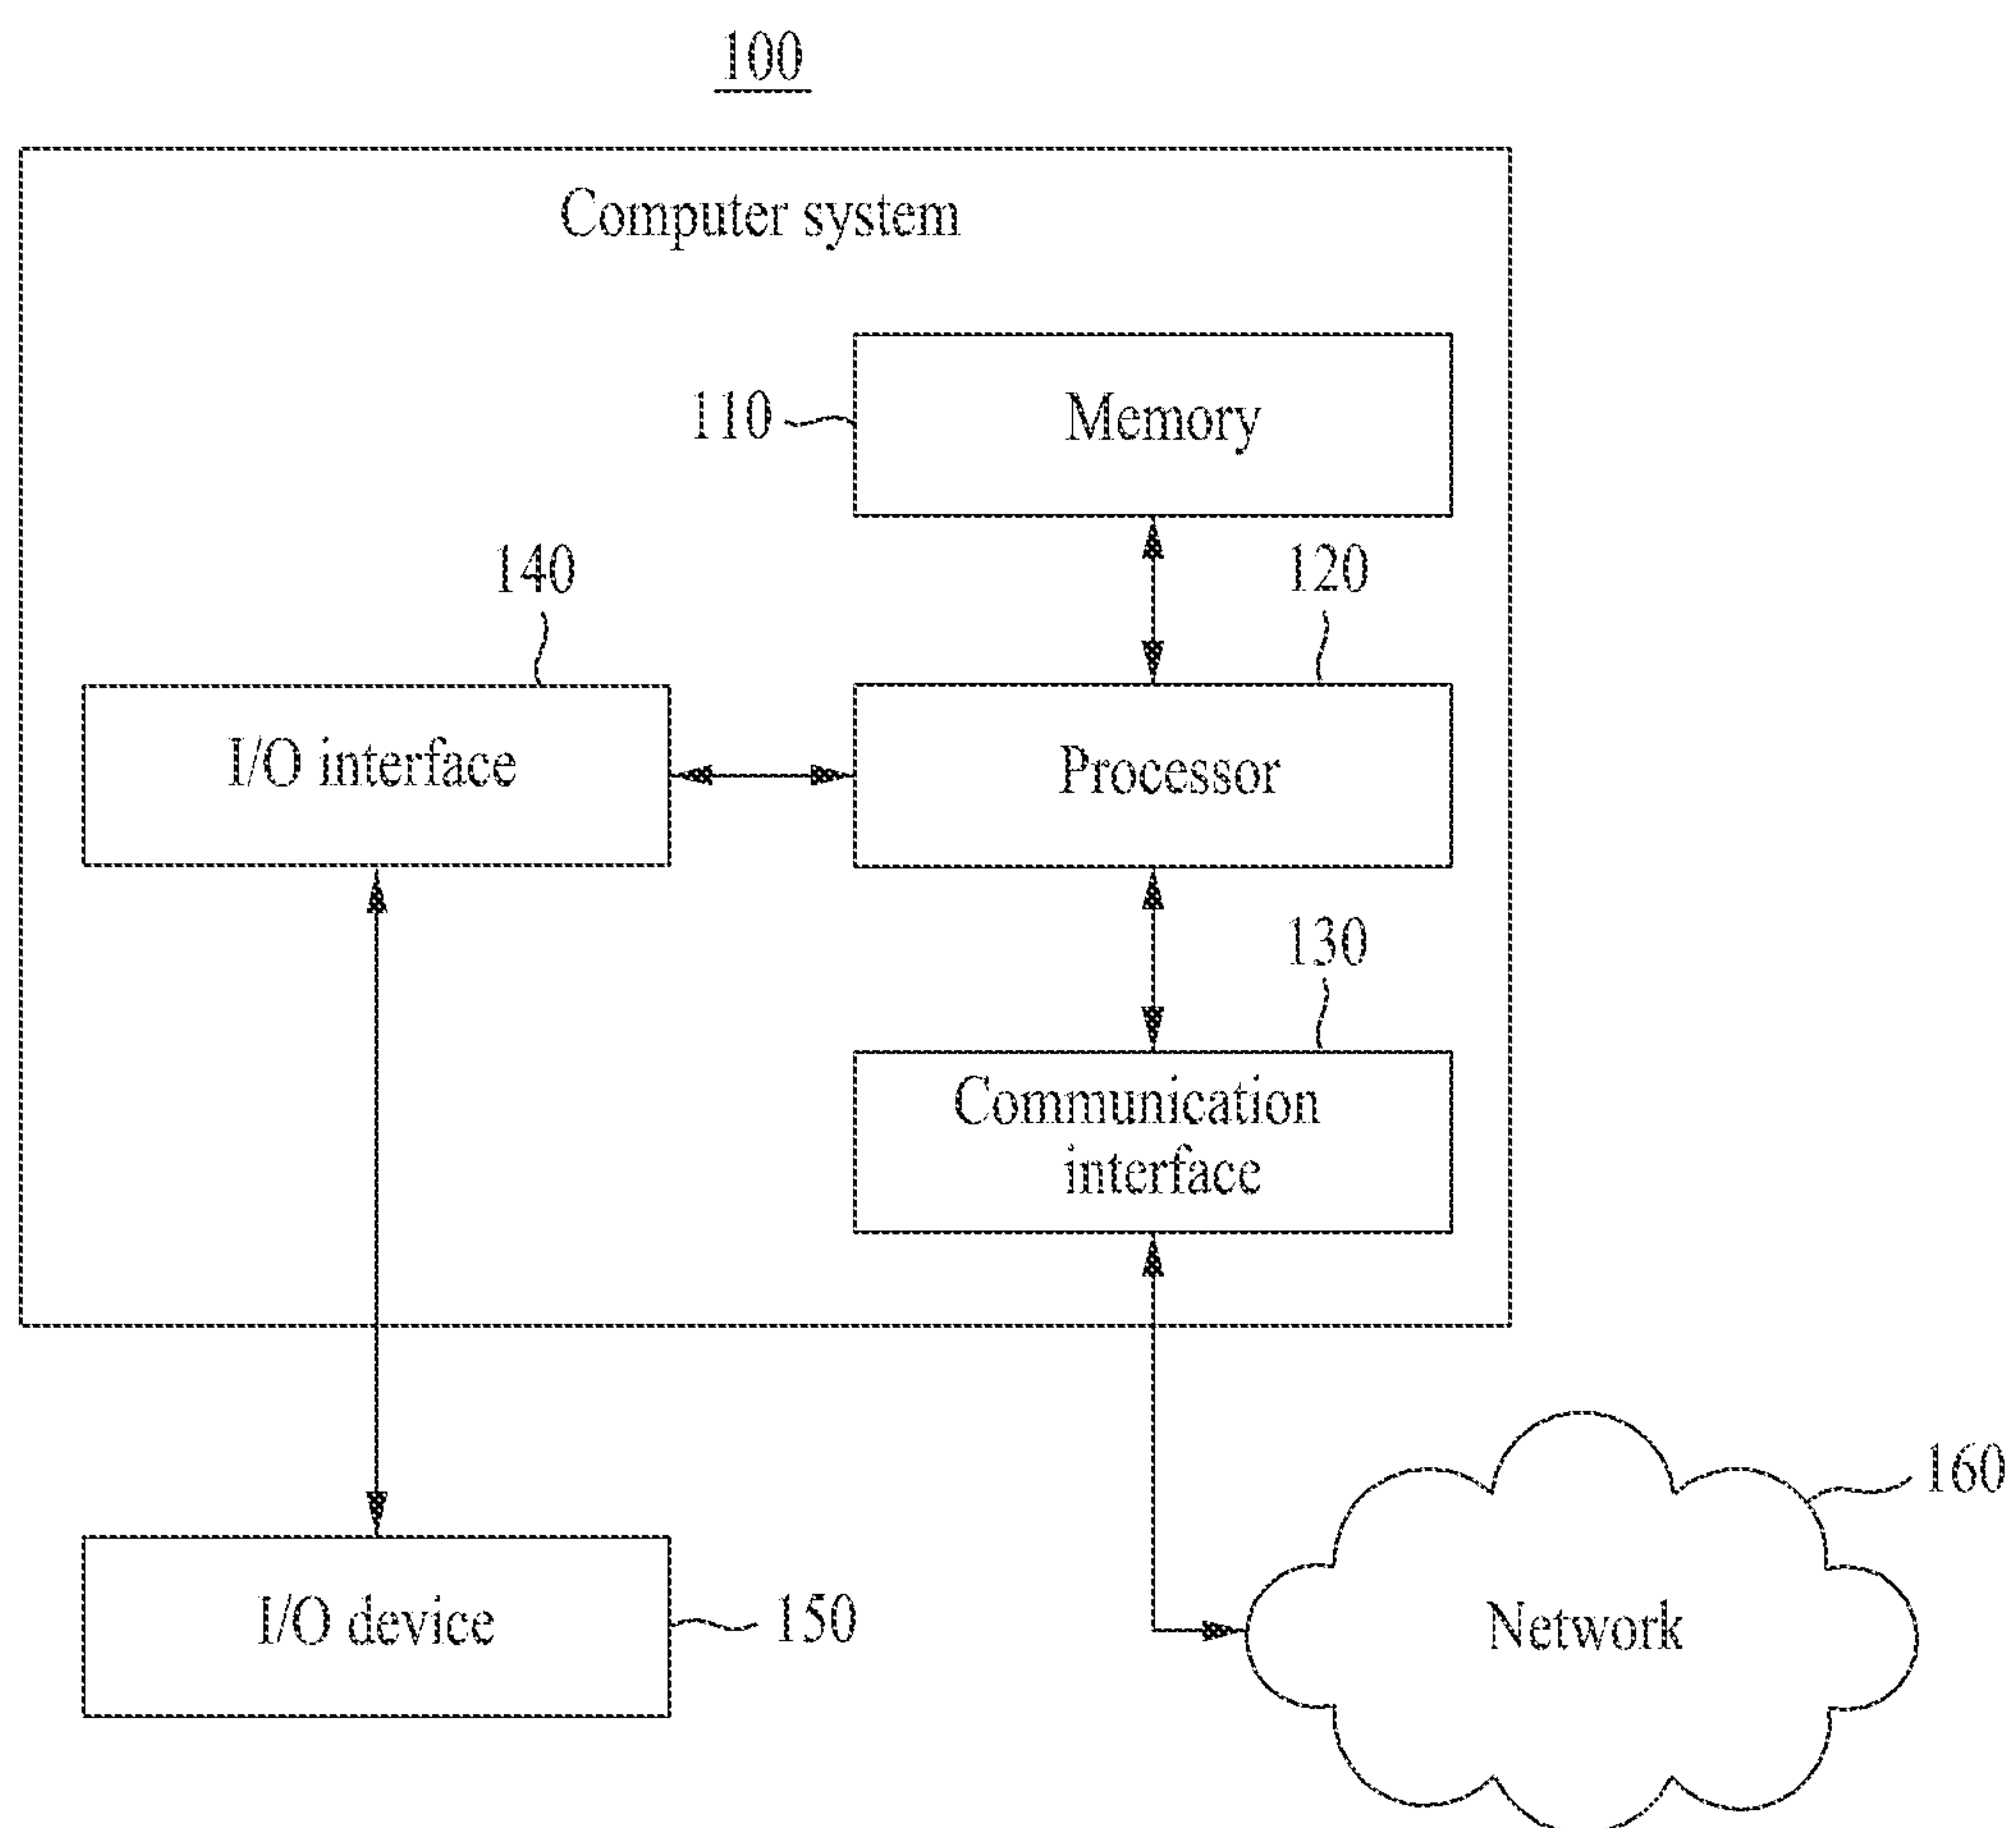 100
Computer system
110
Memory
140
120
I/O interface
Processor
130
Communication
interface
160
I/O device
150
Network